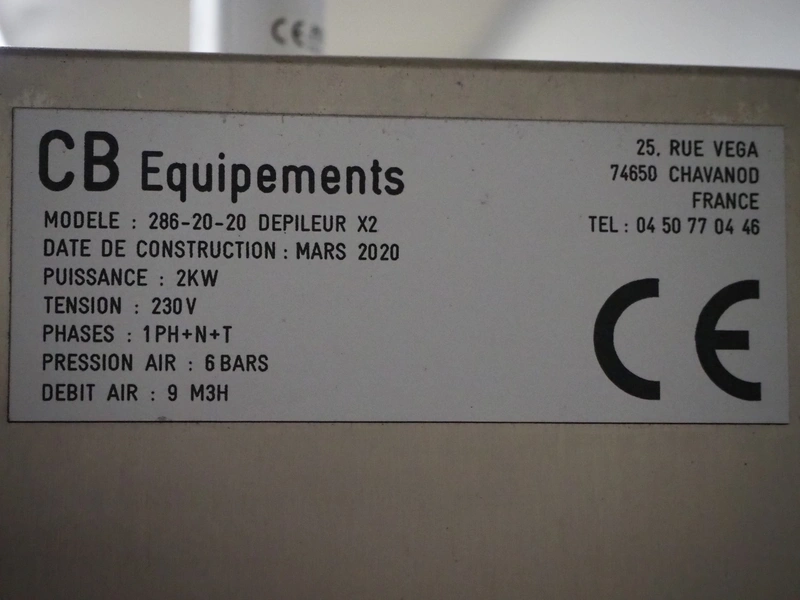 CE
CB Equipements
MODELE : 286-20-20 DEPILEUR X2
DATE DE CONSTRUCTION : MARS 2020
PUISSANCE : 2KW
TENSION : 230V
PHASES : 1PH+N+T
PRESSION AIR : 6 BARS
DEBIT AIR : 9 M3H
25, RUE VEGA
74650 CHAVANOD
FRANCE
TEL : 04 50 77 04 46
CE